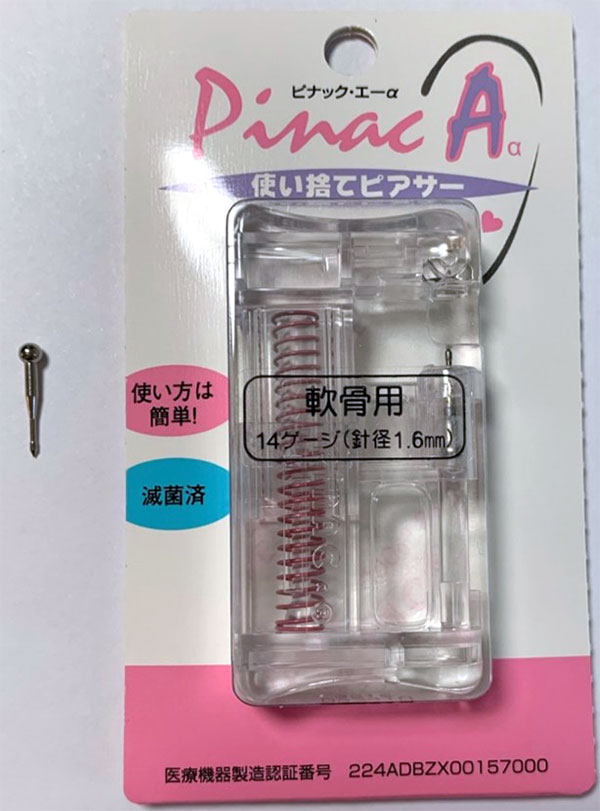 ピナック・エーα
Pinac Aα
使い捨てピアサー
使い方は
簡単!
軟骨用
14ゲージ(針径1.6mm)
滅菌済
医療機器製造認証番号 224ADBZX00157000